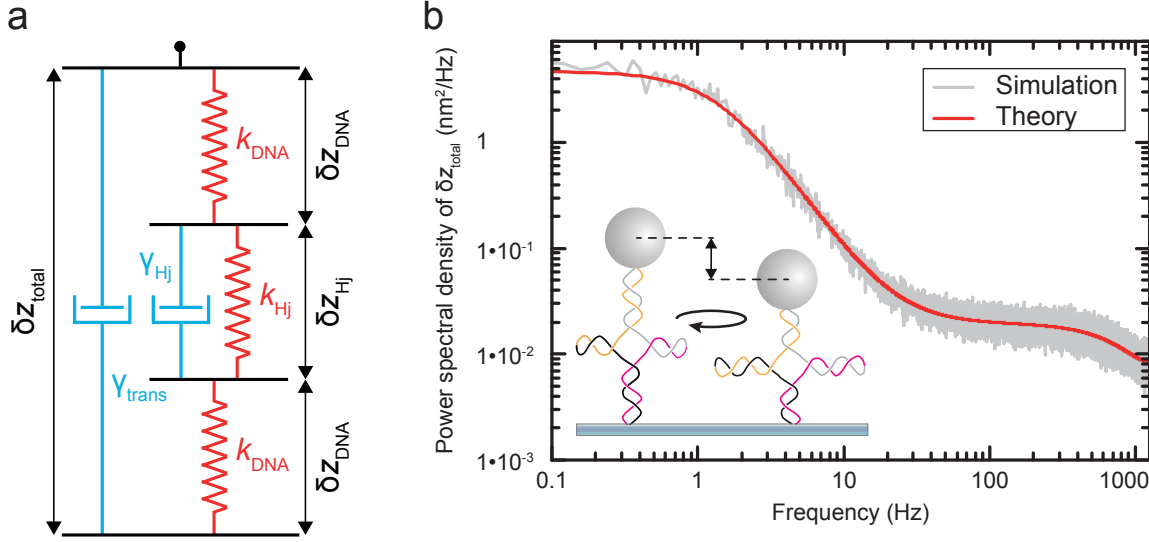 a
δz_total
k_DNA
δz_DNA
γ_Hj
k_Hj
δz_Hj
γ_trans
k_DNA
δz_DNA
b
Power spectral density of δz_total (nm²/Hz)
1
1•10⁻¹
1•10⁻²
1•10⁻³
Simulation
Theory
0.1
1
10
100
1000
Frequency (Hz)